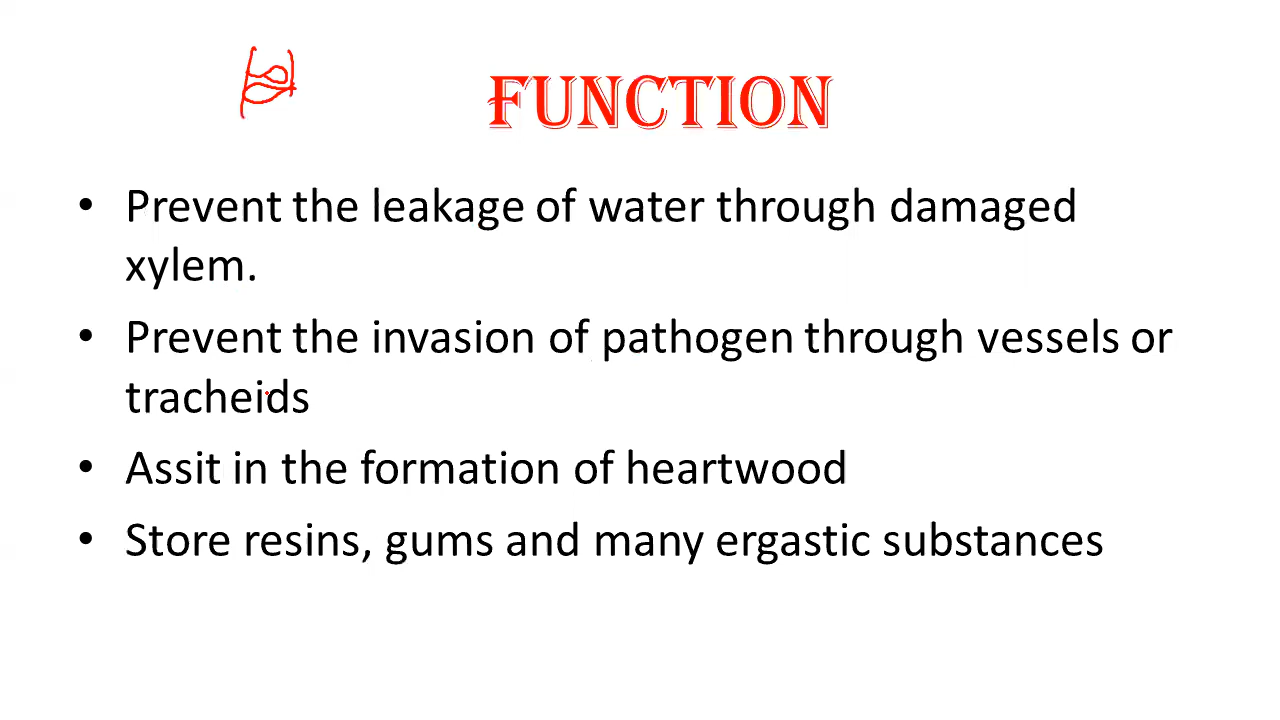 FUNCTION
• Prevent the leakage of water through damaged
xylem.
• Prevent the invasion of pathogen through vessels or
tracheids
• Assit in the formation of heartwood
• Store resins, gums and many ergastic substances